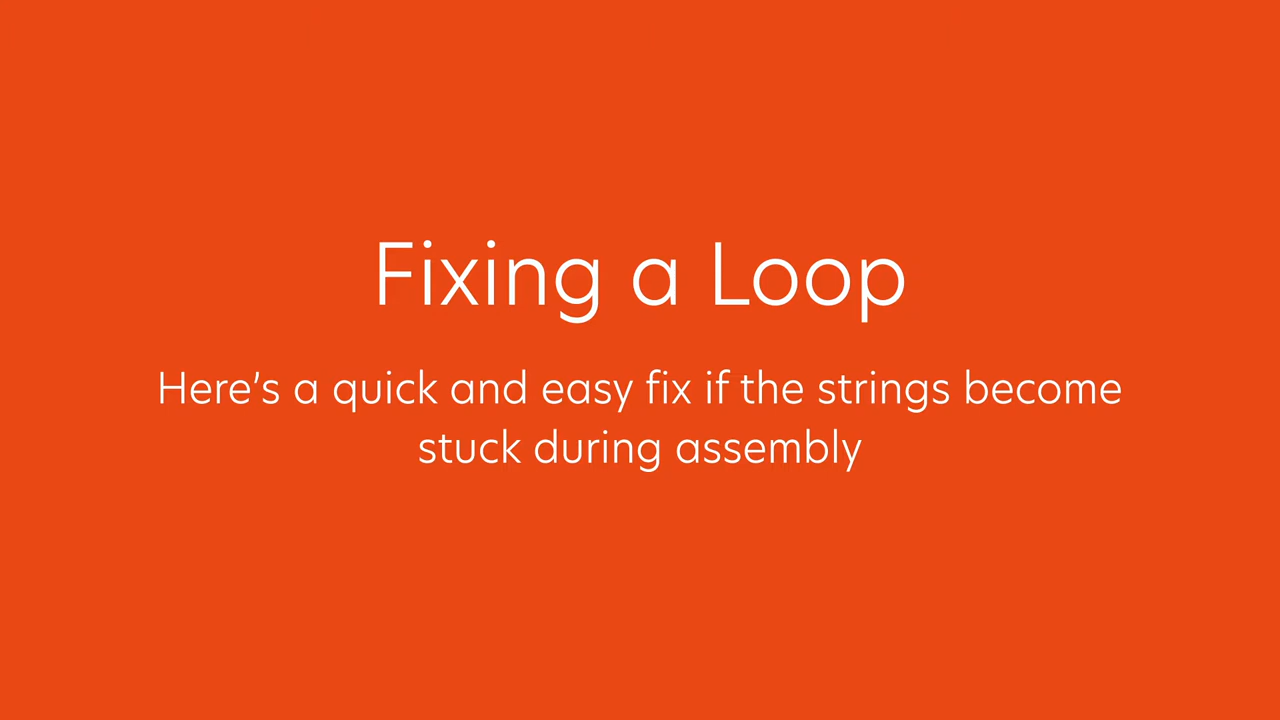 Fixing a Loop
Here’s a quick and easy fix if the strings become
stuck during assembly